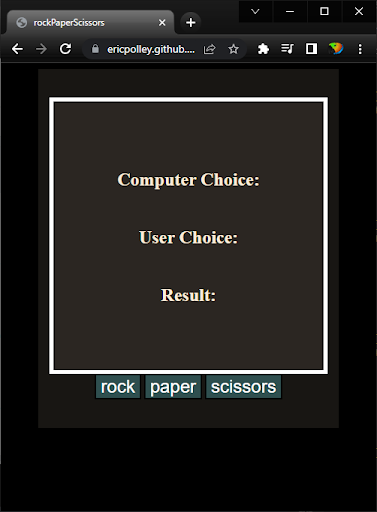 rockPaperScissors
ericpolley.github....
Computer Choice:
User Choice:
Result:
rock paper scissors